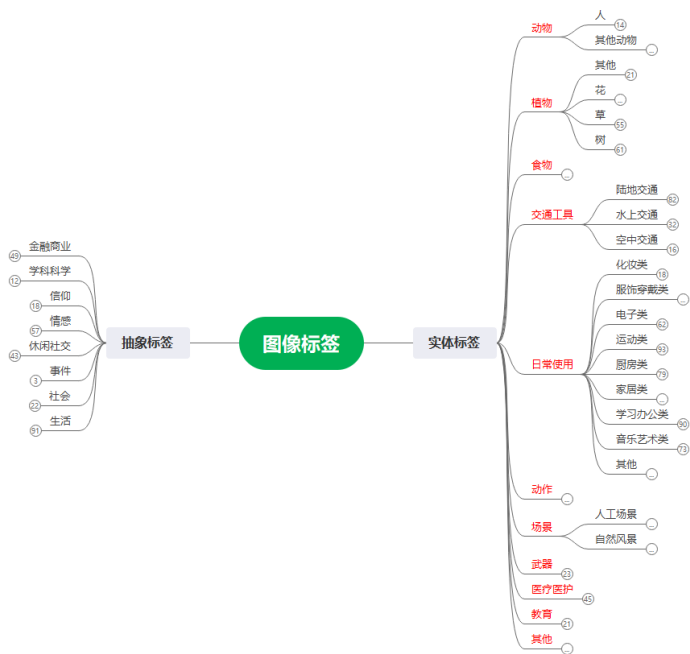 图像标签
抽象标签
金融商业
49
学科科学
12
信仰
18
情感
57
休闲社交
43
事件
3
社会
22
生活
91
实体标签
动物
人
14
其他动物
...
植物
其他
21
花
...
草
55
树
61
食物
...
交通工具
陆地交通
82
水上交通
32
空中交通
16
日常使用
化妆类
18
服饰穿戴类
...
电子类
62
运动类
93
厨房类
79
家居类
...
学习办公类
90
音乐艺术类
73
其他
...
动作
...
场景
人工场景
...
自然风景
...
武器
23
医疗医护
45
教育
21
其他
...